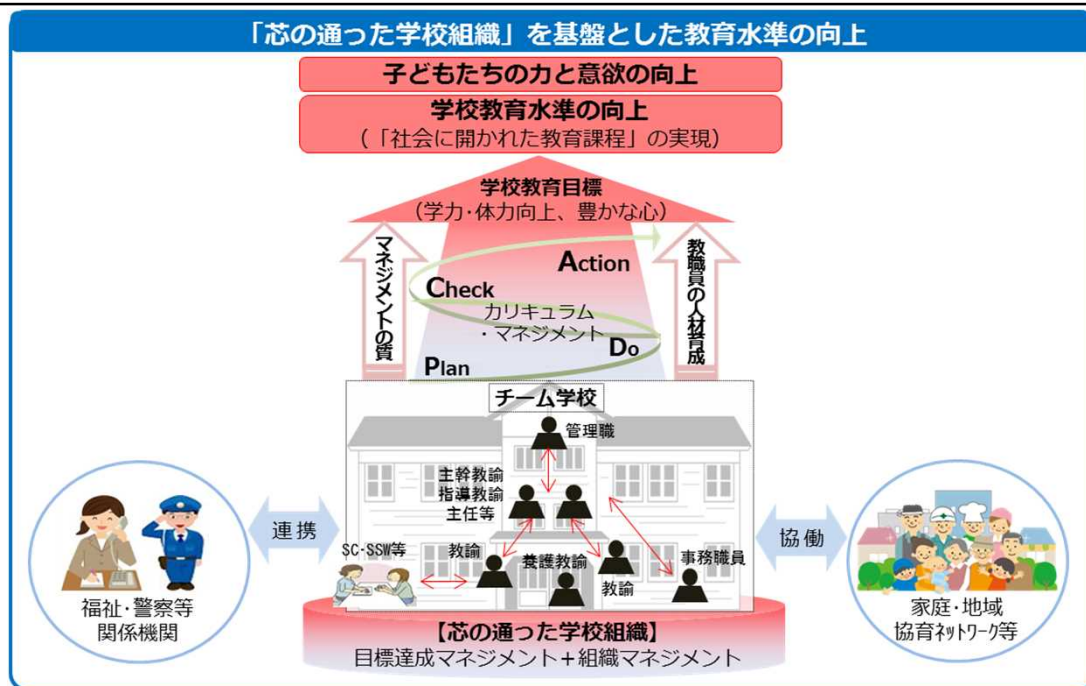 「芯の通った学校組織」を基盤とした教育水準の向上
子どもたちの力と意欲の向上
学校教育水準の向上
（「社会に開かれた教育課程」の実現）
学校教育目標
（学力・体力向上、豊かな心）
マネジメントの質
教職員の人材育成
Action
Check
カリキュラム
・マネジメント
Do
Plan
チーム学校
管理職
主幹教諭
指導教諭
主任等
SC・SSW等
教諭
養護教諭
教諭
事務職員
連携
協働
福祉・警察等
関係機関
家庭・地域
協育ネットワーク等
【芯の通った学校組織】
目標達成マネジメント＋組織マネジメント